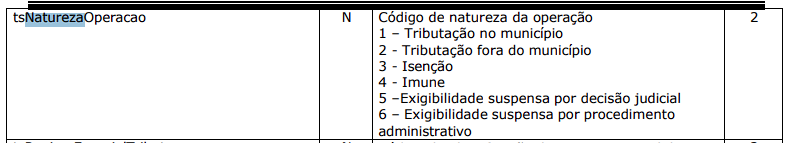 tsNaturezaOperacao N Código de natureza da operação 2
1 – Tributação no município
2 - Tributação fora do município
3 - Isenção
4 - Imune
5 –Exigibilidade suspensa por decisão judicial
6 – Exigibilidade suspensa por procedimento
administrativo